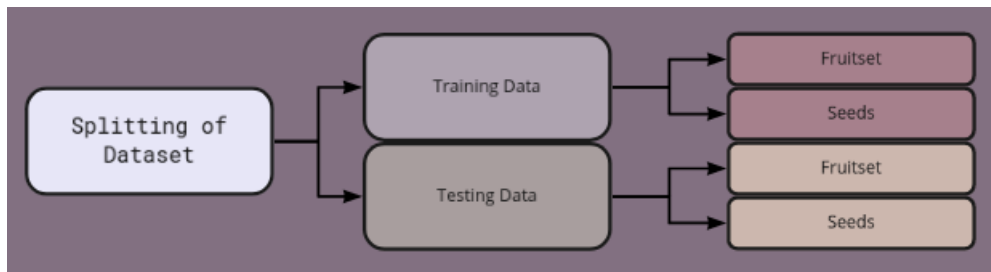 Splitting of
Dataset
Training Data
Fruitset
Seeds
Testing Data
Fruitset
Seeds